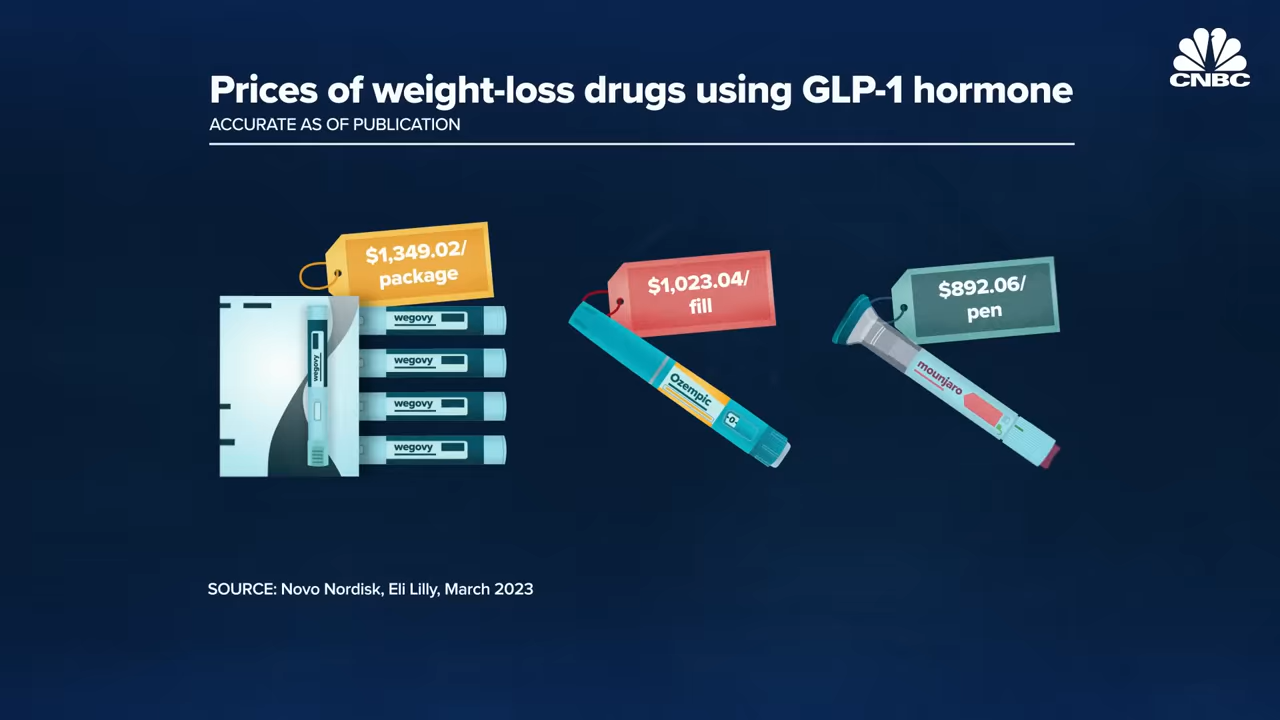 CNBC
Prices of weight-loss drugs using GLP-1 hormone
ACCURATE AS OF PUBLICATION
$1,349.02/
package
wegovy
wegovy
wegovy
wegovy
wegovy
$1,023.04/
fill
Ozempic
$892.06/
pen
mounjaro
SOURCE: Novo Nordisk, Eli Lilly, March 2023